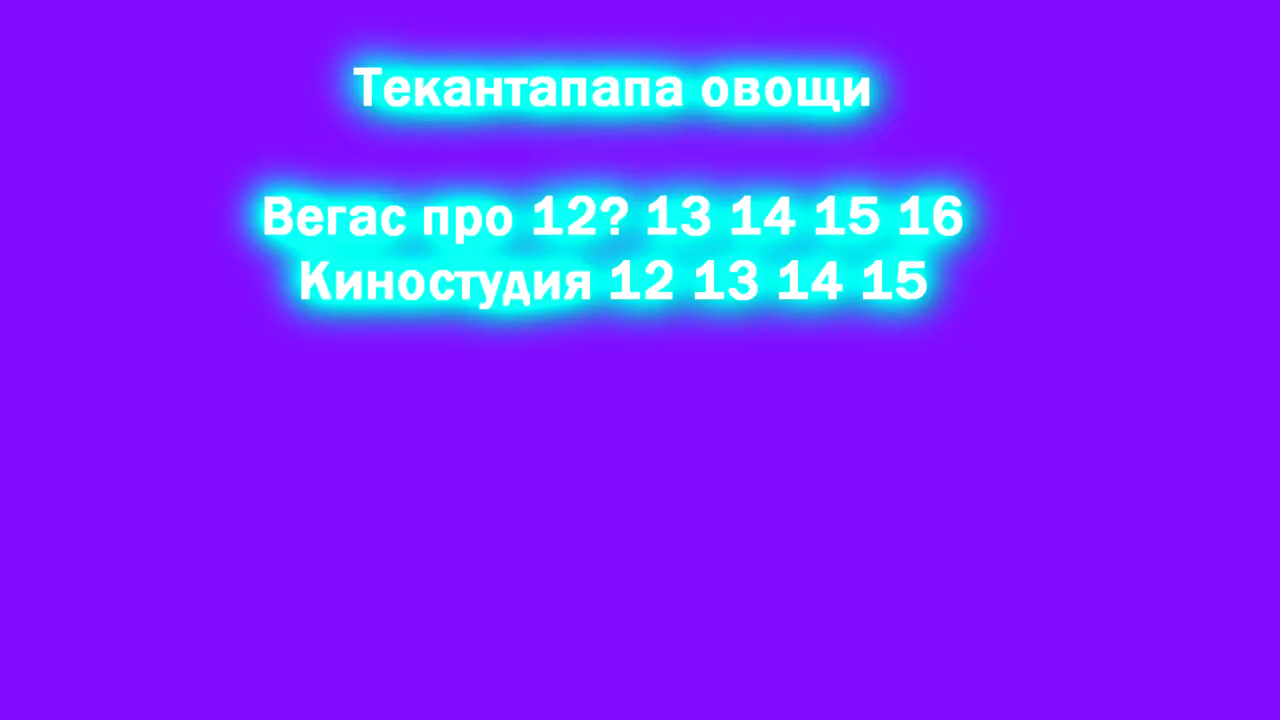 Текантапапа овощи
Вегас про 12? 13 14 15 16
Киностудия 12 13 14 15